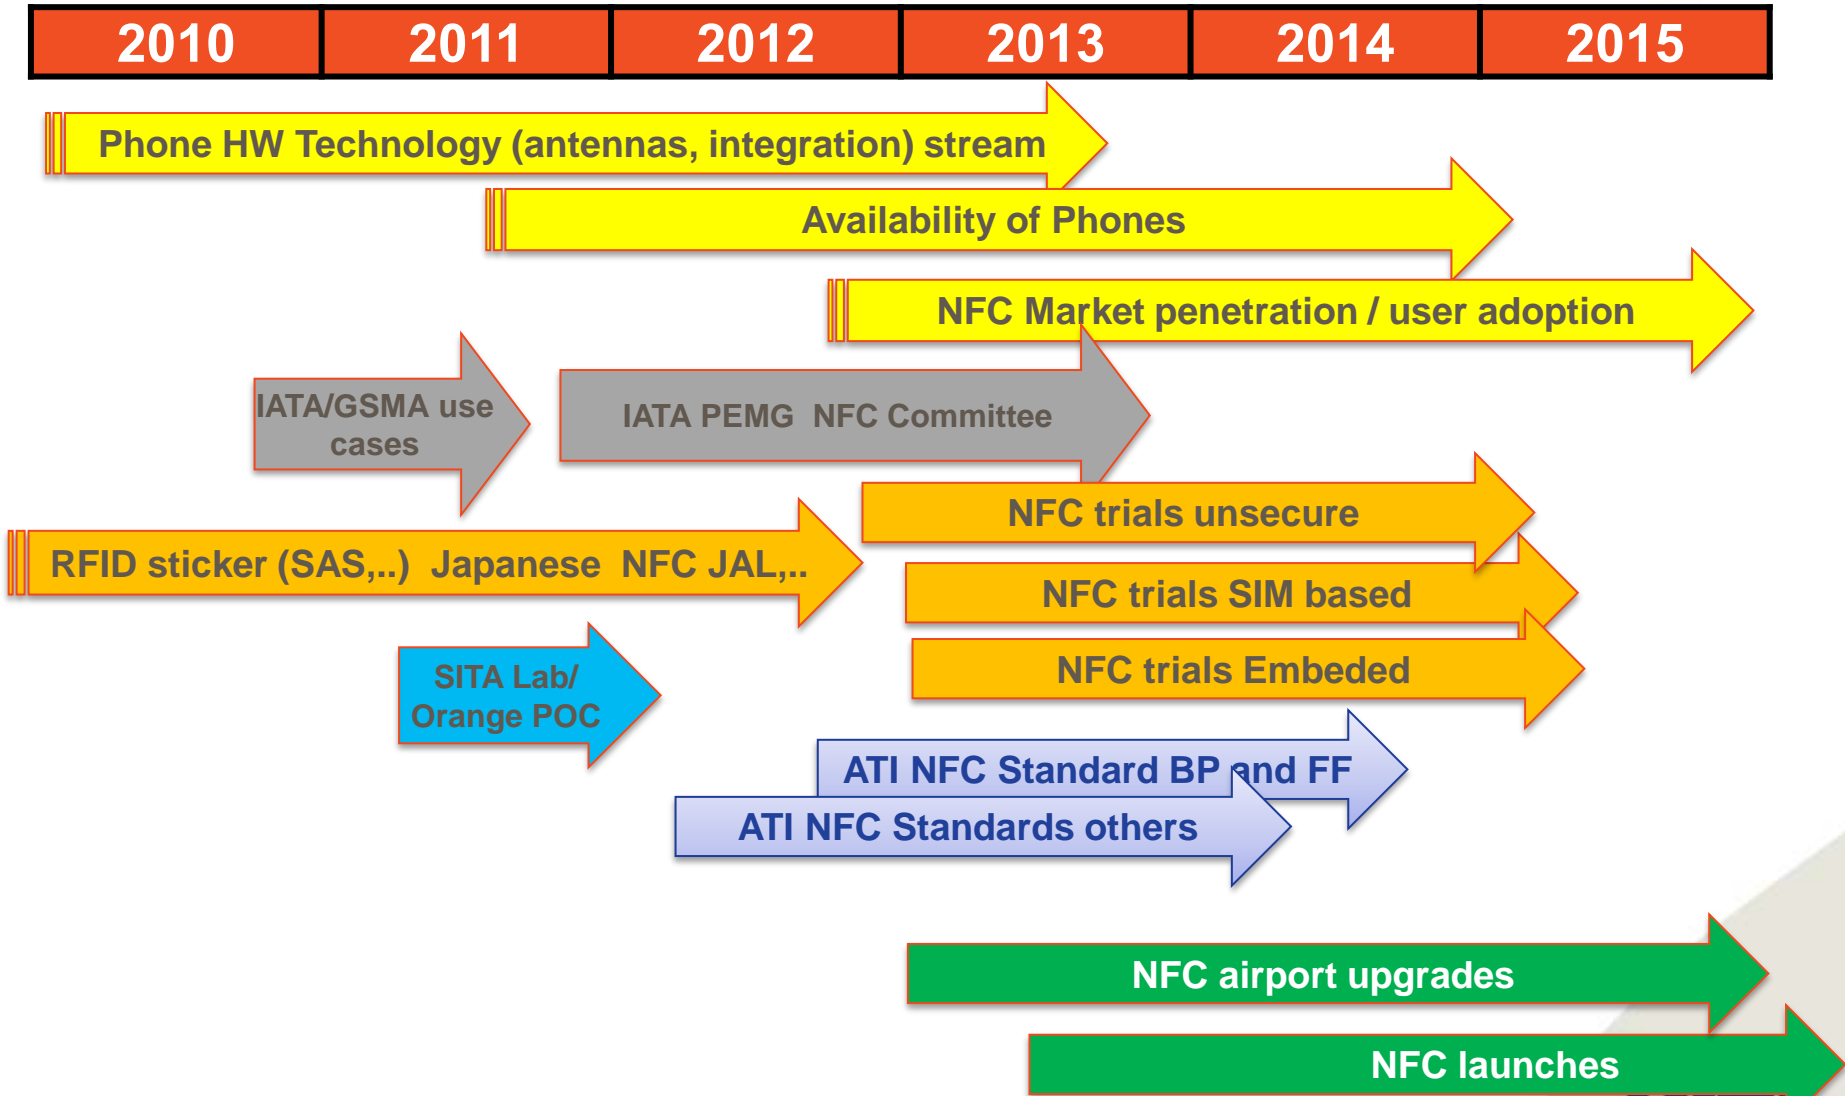 2010 2011 2012 2013 2014 2015
Phone HW Technology (antennas, integration) stream
Availability of Phones
NFC Market penetration / user adoption
IATA/GSMA use
cases
IATA PEMG NFC Committee
NFC trials unsecure
RFID sticker (SAS,..) Japanese NFC JAL,..
NFC trials SIM based
NFC trials Embeded
SITA Lab/
Orange POC
ATI NFC Standard BP and FF
ATI NFC Standards others
NFC airport upgrades
NFC launches